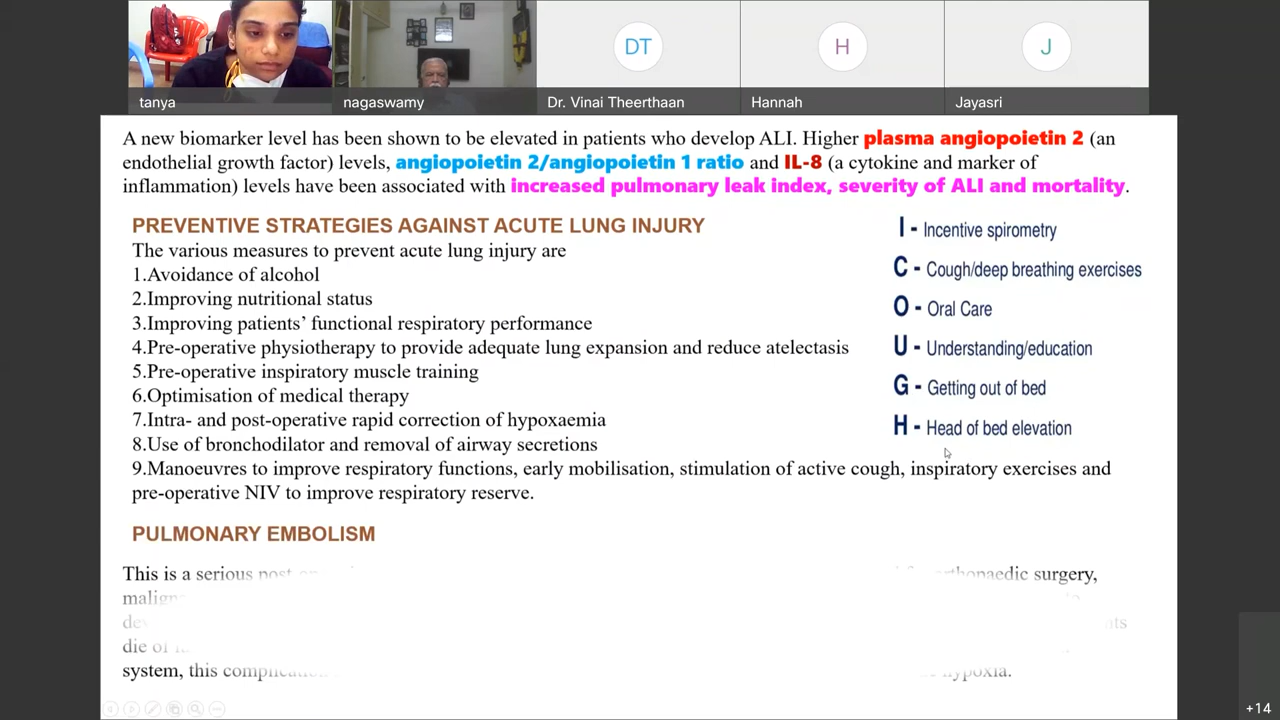 tanya
nagaswamy
DT
Dr. Vinai Theerthaan
H
Hannah
J
Jayasri
A new biomarker level has been shown to be elevated in patients who develop ALI. Higher plasma angiopoietin 2 (an
endothelial growth factor) levels, angiopoietin 2/angiopoietin 1 ratio and IL-8 (a cytokine and marker of
inflammation) levels have been associated with increased pulmonary leak index, severity of ALI and mortality.
PREVENTIVE STRATEGIES AGAINST ACUTE LUNG INJURY
The various measures to prevent acute lung injury are
1.Avoidance of alcohol
2.Improving nutritional status
3.Improving patients’ functional respiratory performance
4.Pre-operative physiotherapy to provide adequate lung expansion and reduce atelectasis
5.Pre-operative inspiratory muscle training
6.Optimisation of medical therapy
7.Intra- and post-operative rapid correction of hypoxaemia
8.Use of bronchodilator and removal of airway secretions
9.Manoeuvres to improve respiratory functions, early mobilisation, stimulation of active cough, inspiratory exercises and
pre-operative NIV to improve respiratory reserve.
I - Incentive spirometry
C - Cough/deep breathing exercises
O - Oral Care
U - Understanding/education
G - Getting out of bed
H - Head of bed elevation
PULMONARY EMBOLISM
This is a serious orthopaedic surgery,
die of
system, this hypoxia.
+14